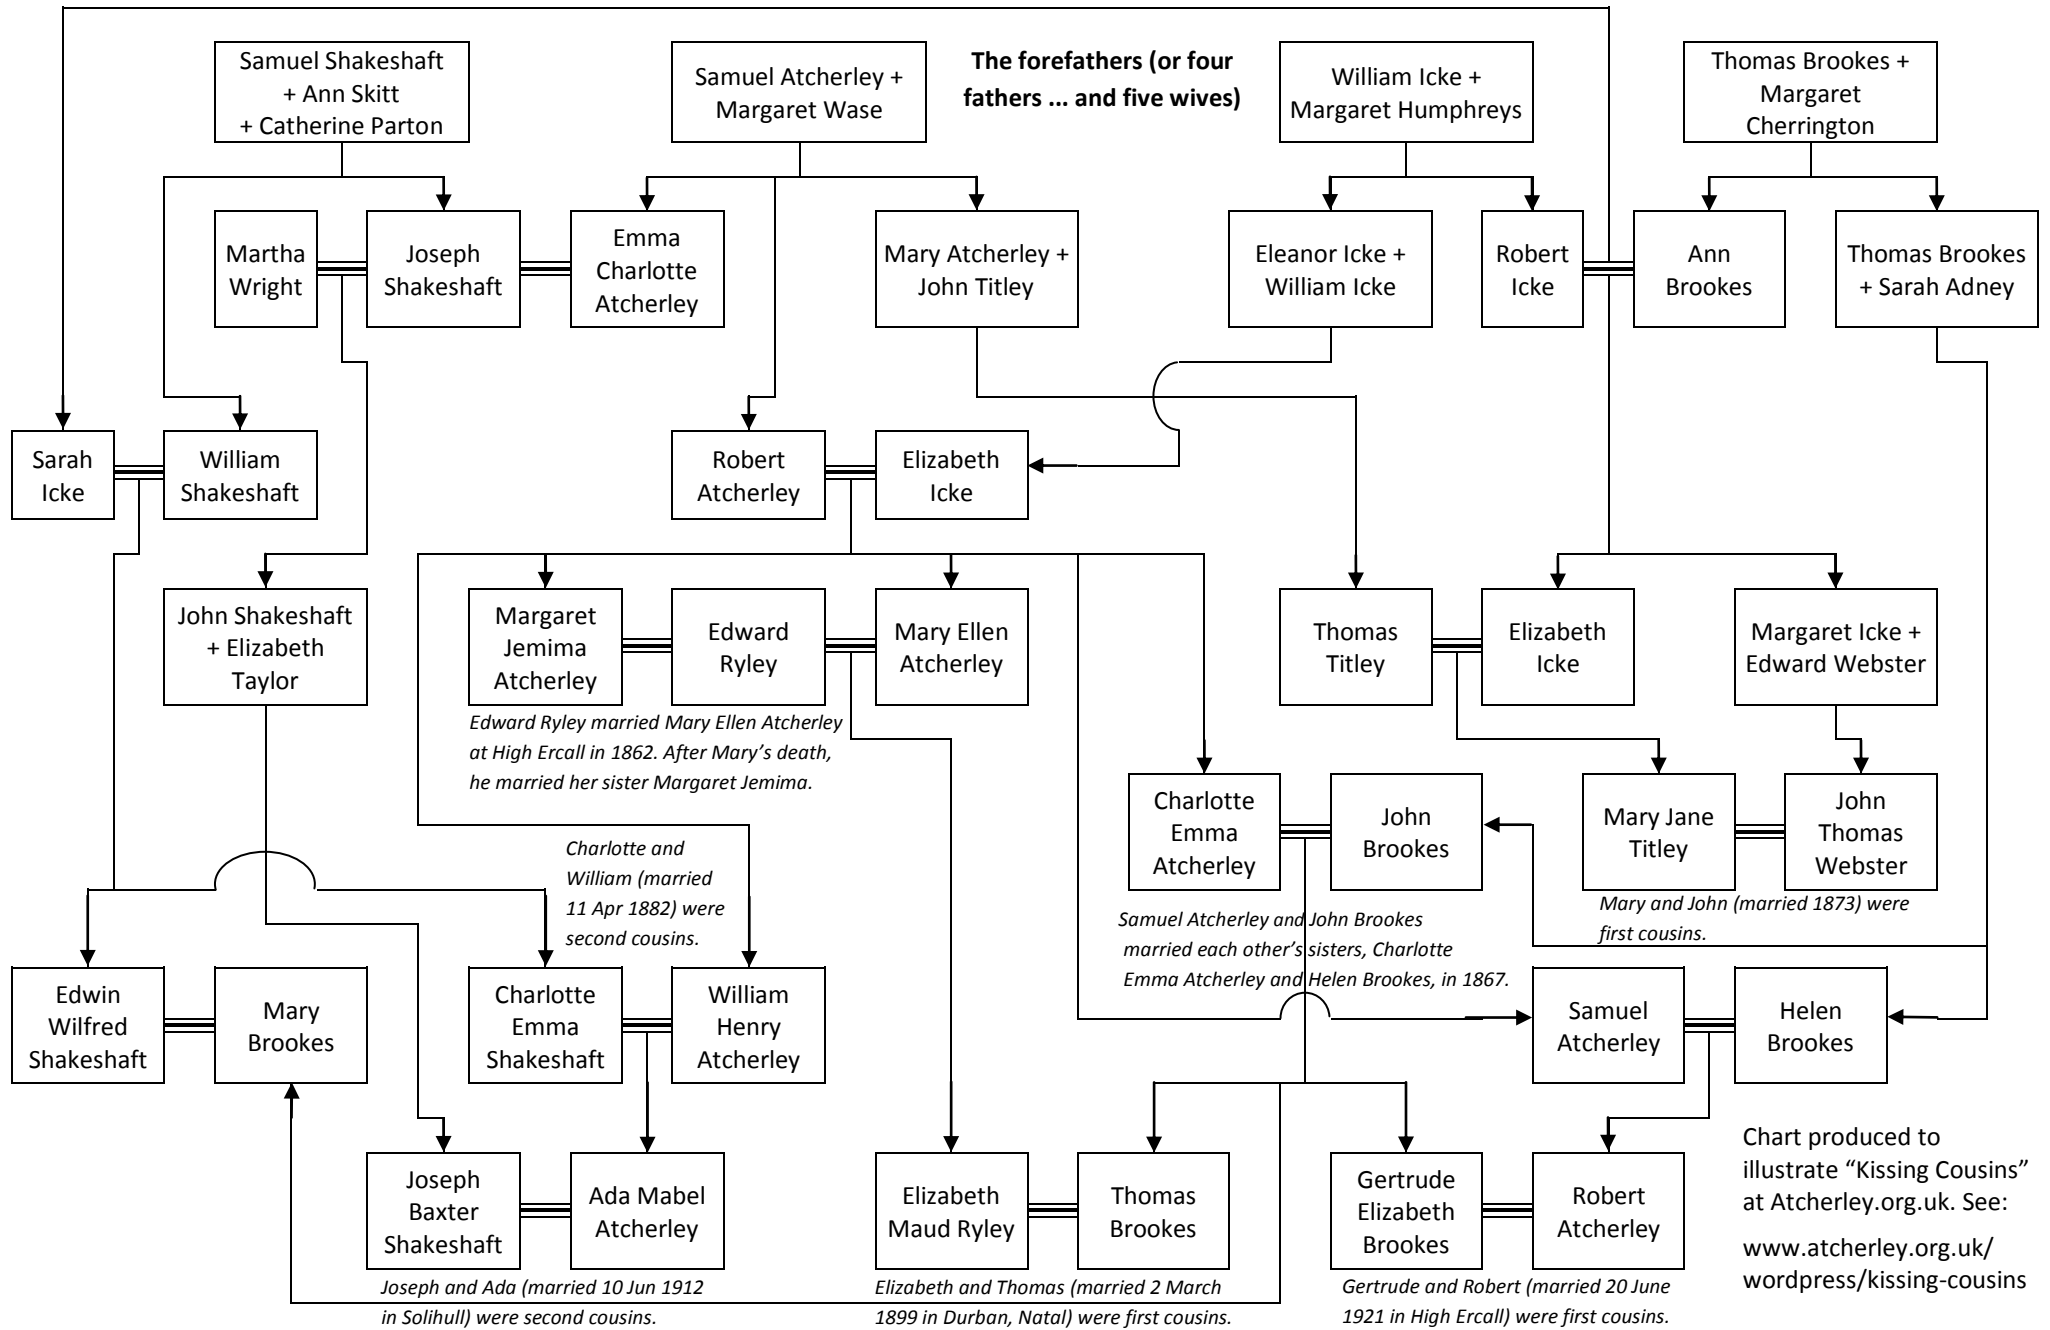 Samuel Shakeshaft
+ Ann Skitt
+ Catherine Parton
Samuel Atcherley +
Margaret Wase
The forefathers (or four
fathers ... and five wives)
William Icke +
Margaret Humphreys
Thomas Brookes +
Margaret
Cherrington
Martha
Wright
Joseph
Shakeshaft
Emma
Charlotte
Atcherley
Mary Atcherley +
John Titley
Eleanor Icke +
William Icke
Robert
Icke
Ann
Brookes
Thomas Brookes
+ Sarah Adney
Sarah
Icke
William
Shakeshaft
Robert
Atcherley
Elizabeth
Icke
John Shakeshaft
+ Elizabeth
Taylor
Margaret
Jemima
Atcherley
Edward
Ryley
Mary Ellen
Atcherley
Thomas
Titley
Elizabeth
Icke
Margaret Icke +
Edward Webster
Edward Ryley married Mary Ellen Atcherley
at High Ercall in 1862. After Mary’s death,
he married her sister Margaret Jemima.
Charlotte
Emma
Atcherley
John
Brookes
Mary Jane
Titley
John
Thomas
Webster
Charlotte and
William (married
11 Apr 1882) were
second cousins.
Samuel Atcherley and John Brookes
married each other’s sisters, Charlotte
Emma Atcherley and Helen Brookes, in 1867.
Mary and John (married 1873) were
first cousins.
Edwin
Wilfred
Shakeshaft
Mary
Brookes
Charlotte
Emma
Shakeshaft
William
Henry
Atcherley
Samuel
Atcherley
Helen
Brookes
Joseph
Baxter
Shakeshaft
Ada Mabel
Atcherley
Elizabeth
Maud Ryley
Thomas
Brookes
Gertrude
Elizabeth
Brookes
Robert
Atcherley
Chart produced to
illustrate “Kissing Cousins”
at Atcherley.org.uk. See:
www.atcherley.org.uk/
wordpress/kissing-cousins
Joseph and Ada (married 10 Jun 1912
in Solihull) were second cousins.
Elizabeth and Thomas (married 2 March
1899 in Durban, Natal) were first cousins.
Gertrude and Robert (married 20 June
1921 in High Ercall) were first cousins.